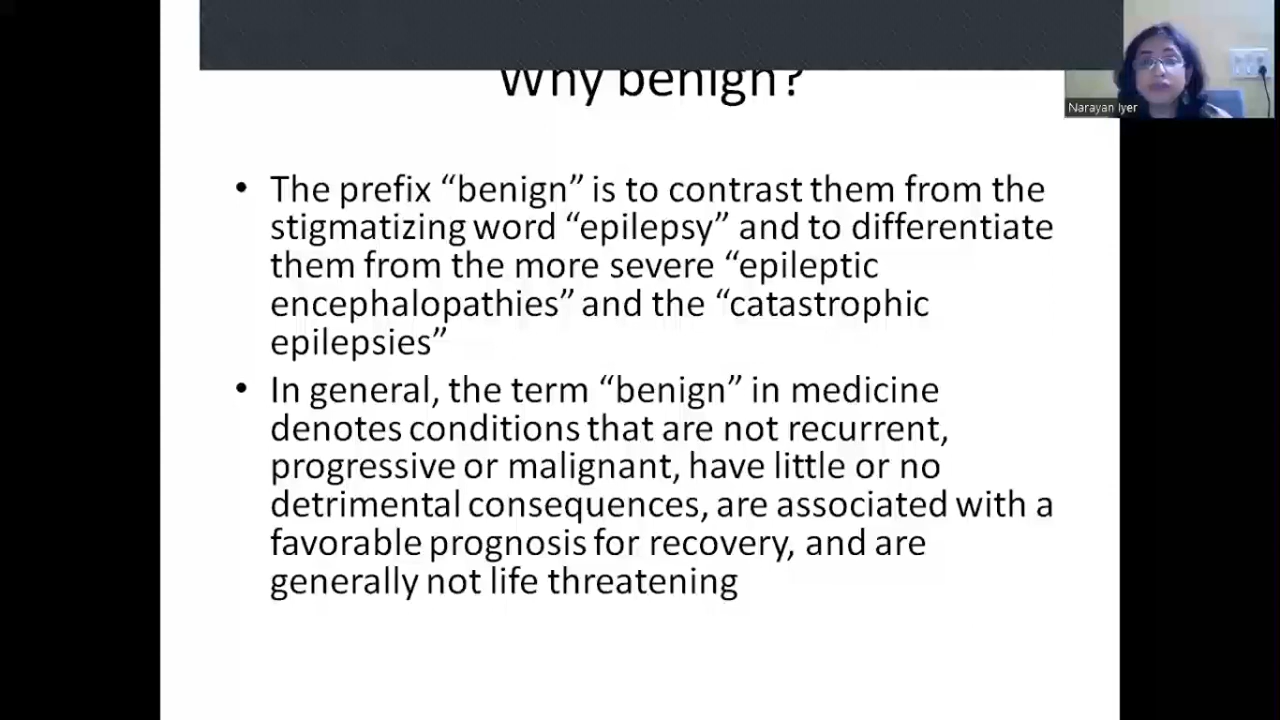 Why benign?
Narayan Iyer
• The prefix “benign” is to contrast them from the
stigmatizing word “epilepsy” and to differentiate
them from the more severe “epileptic
encephalopathies” and the “catastrophic
epilepsies”
• In general, the term “benign” in medicine
denotes conditions that are not recurrent,
progressive or malignant, have little or no
detrimental consequences, are associated with a
favorable prognosis for recovery, and are
generally not life threatening